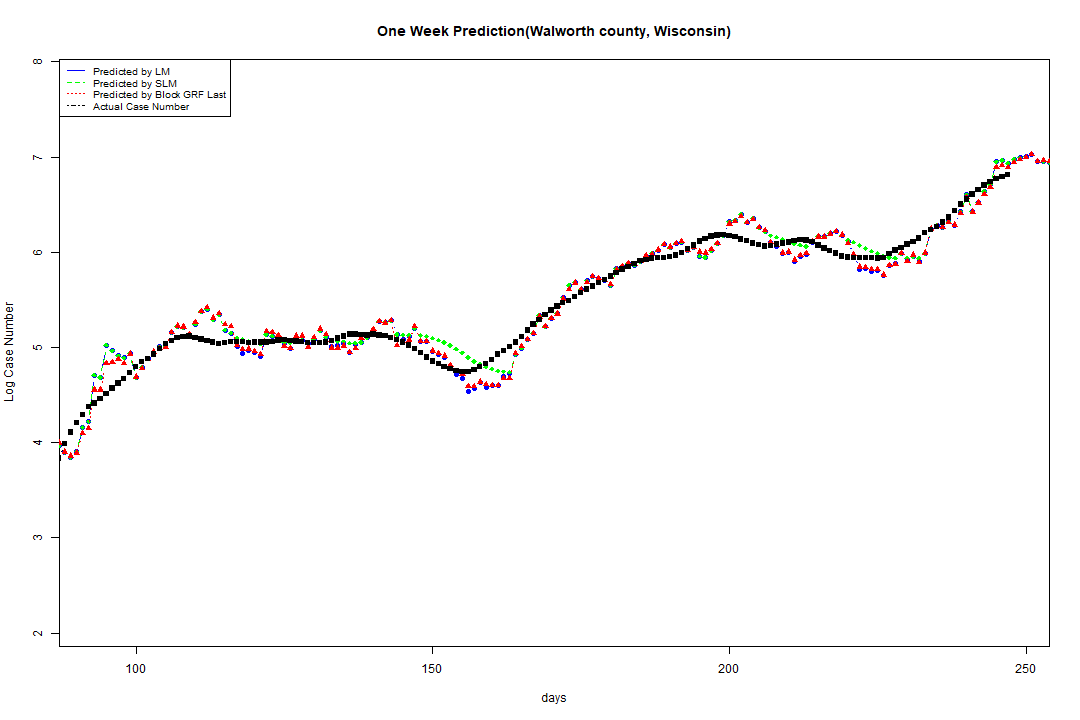 One Week Prediction(Walworth county, Wisconsin)
Predicted by LM
Predicted by SLM
Predicted by Block GRF Last
Actual Case Number
8
7
6
5
4
3
2
Log Case Number
100 150 200 250
days